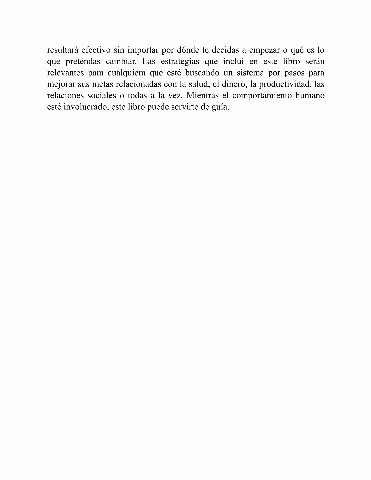 resultará efectivo sin importar por dónde te decidas a empezar o qué es lo
que pretendas cambiar. Las estrategias que incluí en este libro serán
relevantes para cualquiera que esté buscando un sistema por pasos para
mejorar sus metas relacionadas con la salud, el dinero, la productividad, las
relaciones sociales o todas a la vez. Mientras el comportamiento humano
esté involucrado, este libro puede servirte de guía.